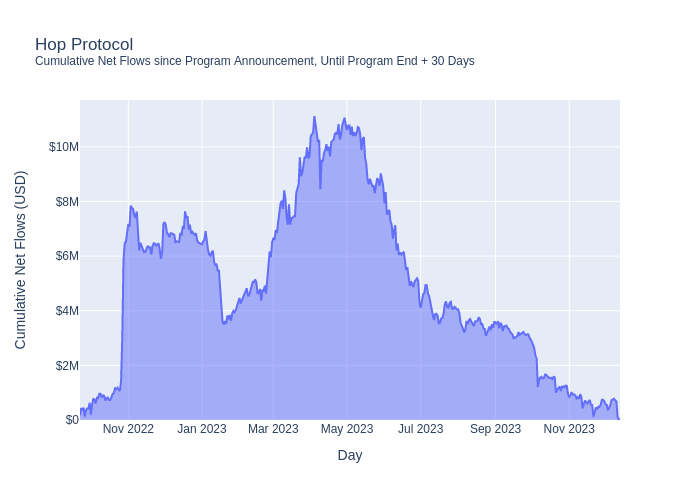 Hop Protocol
Cumulative Net Flows since Program Announcement, Until Program End + 30 Days
Cumulative Net Flows (USD)
$10M
$8M
$6M
$4M
$2M
$0
Nov 2022 Jan 2023 Mar 2023 May 2023 Jul 2023 Sep 2023 Nov 2023
Day